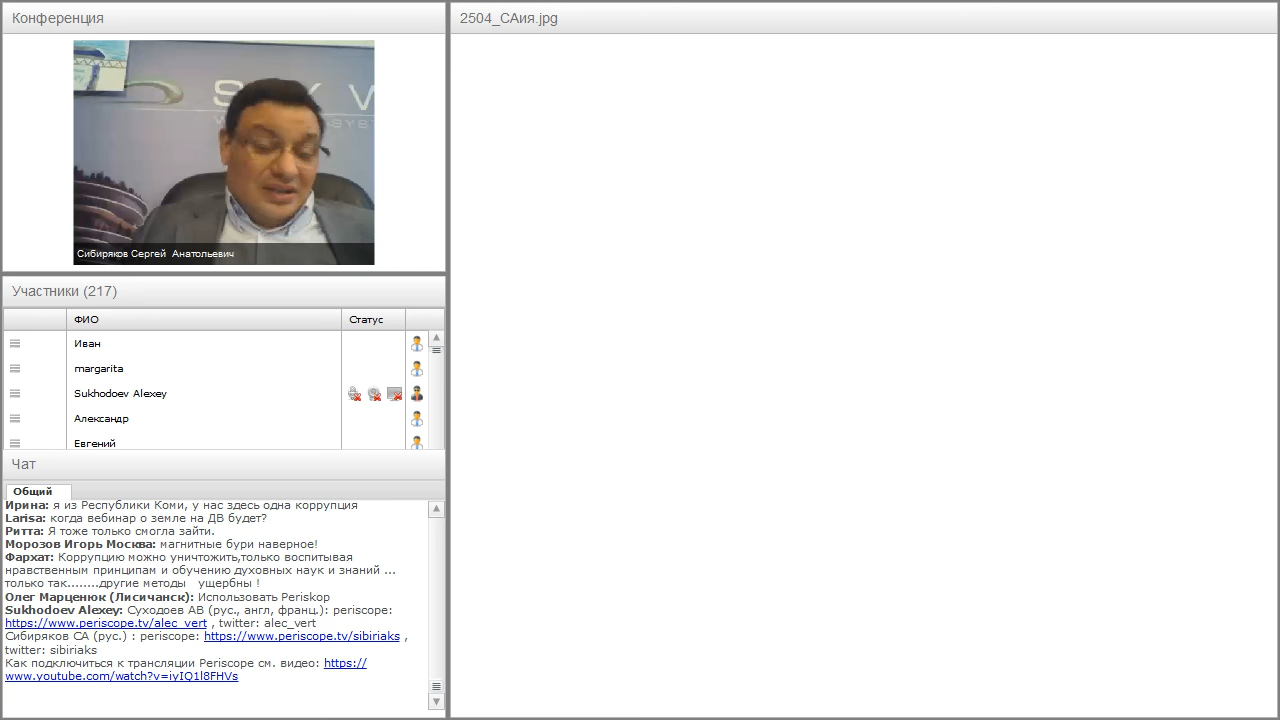 Конференция
2504_САия.jpg
S
Сибиряков Сергей Анатольевич
Участники (217)
ФИО
Статус
Иван
margarita
Sukhodoev Alexey
Александр
Евгений
Чат
Общий
Ирина: я из Республики Коми, у нас здесь одна коррупция
Larisa: когда вебинар о земле на ДВ будет?
Ритта: Я тоже только смогла зайти.
Морозов Игорь Москва: магнитные бури наверное!
Фархат: Коррупцию можно уничтожить,только воспитывая
нравственным принципам и обучению духовных наук и знаний ...
только так........другие методы ущербны !
Олег Марценюк (Лисичанск): Использовать Periskop
Sukhodoev Alexey: Суходоев АВ (рус., англ, франц.): periscope:
https://www.periscope.tv/alec_vert , twitter: alec_vert
Сибиряков СА (рус.) : periscope: https://www.periscope.tv/sibiriaks ,
twitter: sibiriaks
Как подключиться к трансляции Periscope см. видео: https://
www.youtube.com/watch?v=iyIQ1l8FHVs